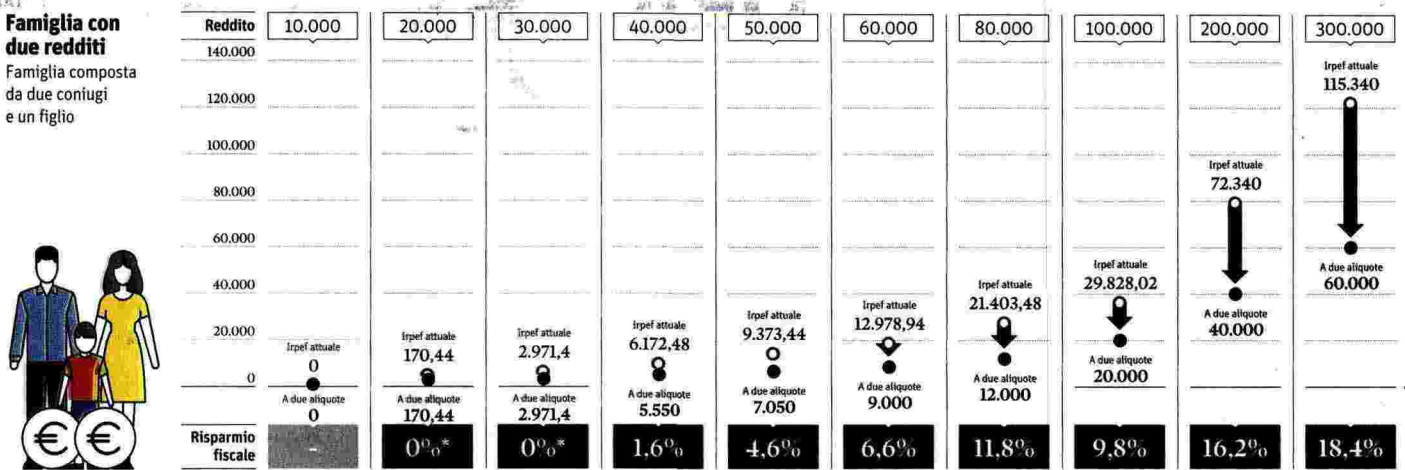 Famiglia con
due redditi
Famiglia composta
da due coniugi
e un figlio
Reddito 10.000 20.000 30.000 40.000 50.000 60.000 80.000 100.000 200.000 300.000
140.000
120.000
100.000
80.000
60.000
40.000
20.000
0
Irpef attuale
0
A due aliquote
0
Irpef attuale
170,44
A due aliquote
170,44
Irpef attuale
2.971,4
A due aliquote
2.971,4
Irpef attuale
6.172,48
A due aliquote
5.550
Irpef attuale
9.373,44
A due aliquote
7.050
Irpef attuale
12.978,94
A due aliquote
9.000
Irpef attuale
21.403,48
A due aliquote
12.000
Irpef attuale
29.828,02
A due aliquote
20.000
Irpef attuale
72.340
A due aliquote
40.000
Irpef attuale
115.340
A due aliquote
60.000
€ €
Risparmio
fiscale
- 0%* 0%* 1,6% 4,6% 6,6% 11,8% 9,8% 16,2% 18,4%